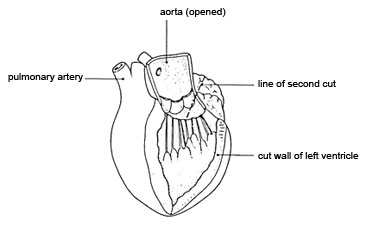 aorta (opened)
pulmonary artery
line of second cut
cut wall of left ventricle